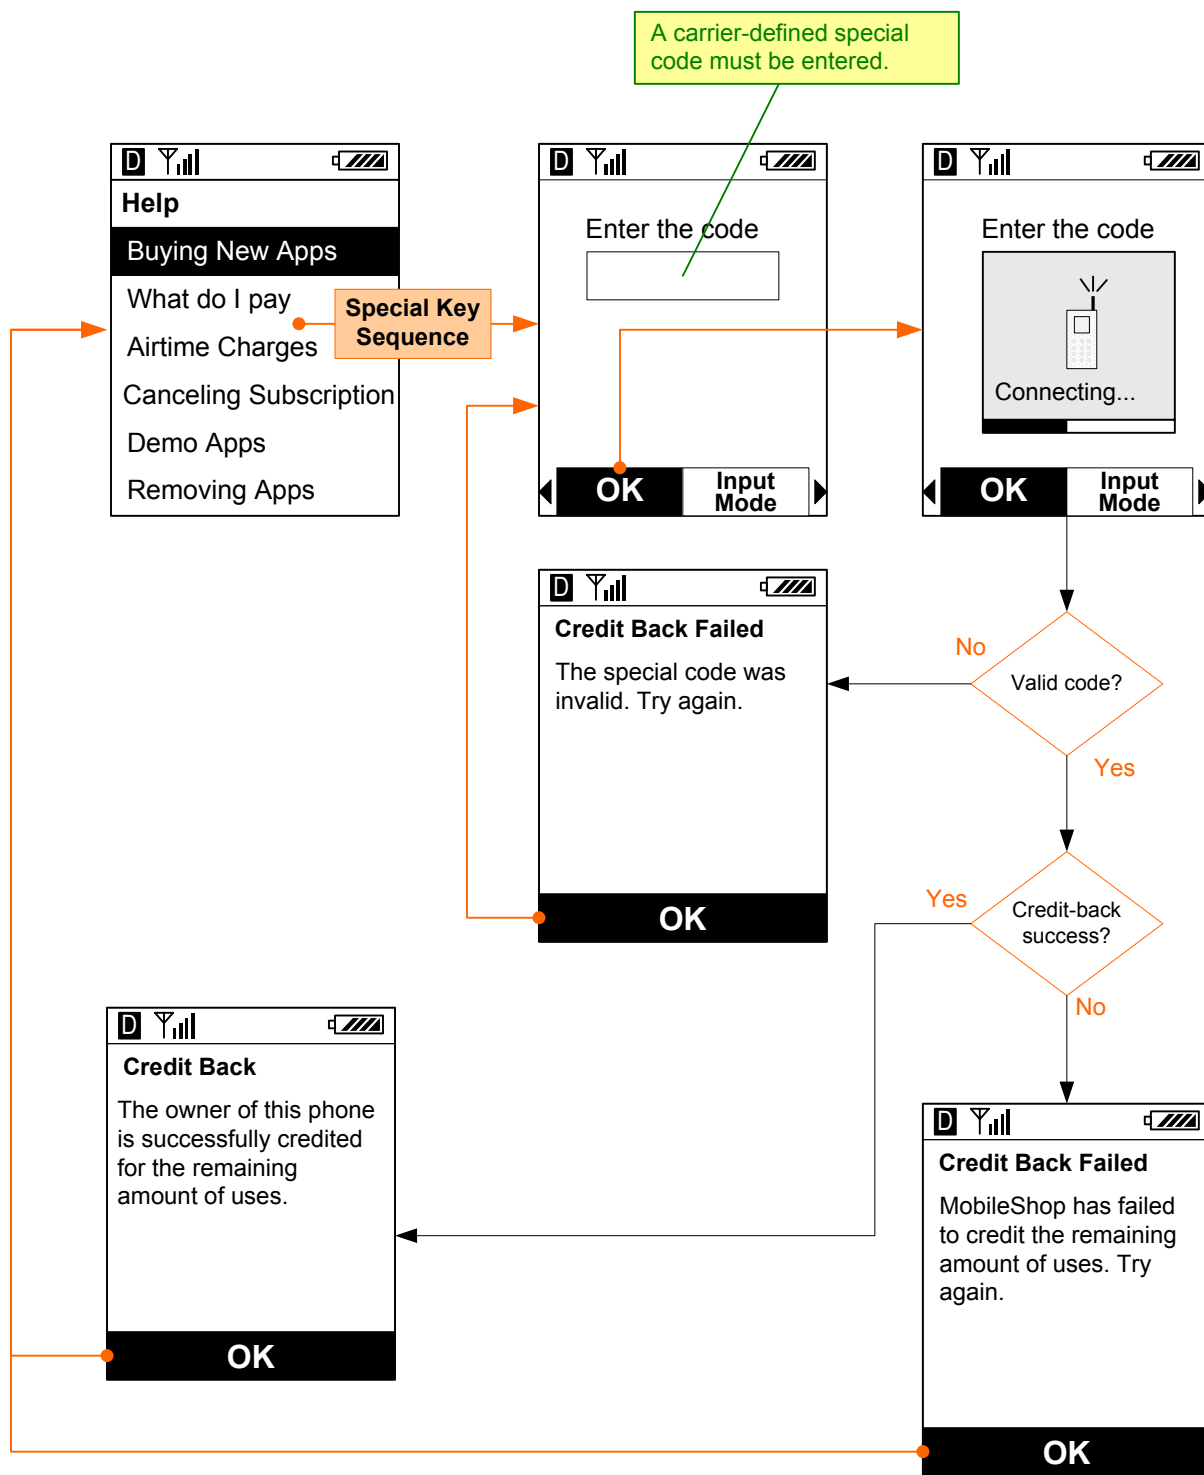 A carrier-defined special
code must be entered.
D
Help
Buying New Apps
What do I pay
Airtime Charges
Canceling Subscription
Demo Apps
Removing Apps
Special Key
Sequence
D
Enter the code
OK
Input
Mode
D
Enter the code
Connecting...
OK
Input
Mode
D
Credit Back Failed
The special code was
invalid. Try again.
OK
No
Valid code?
Yes
Yes
Credit-back
success?
No
D
Credit Back
The owner of this phone
is successfully credited
for the remaining
amount of uses.
OK
D
Credit Back Failed
MobileShop has failed
to credit the remaining
amount of uses. Try
again.
OK